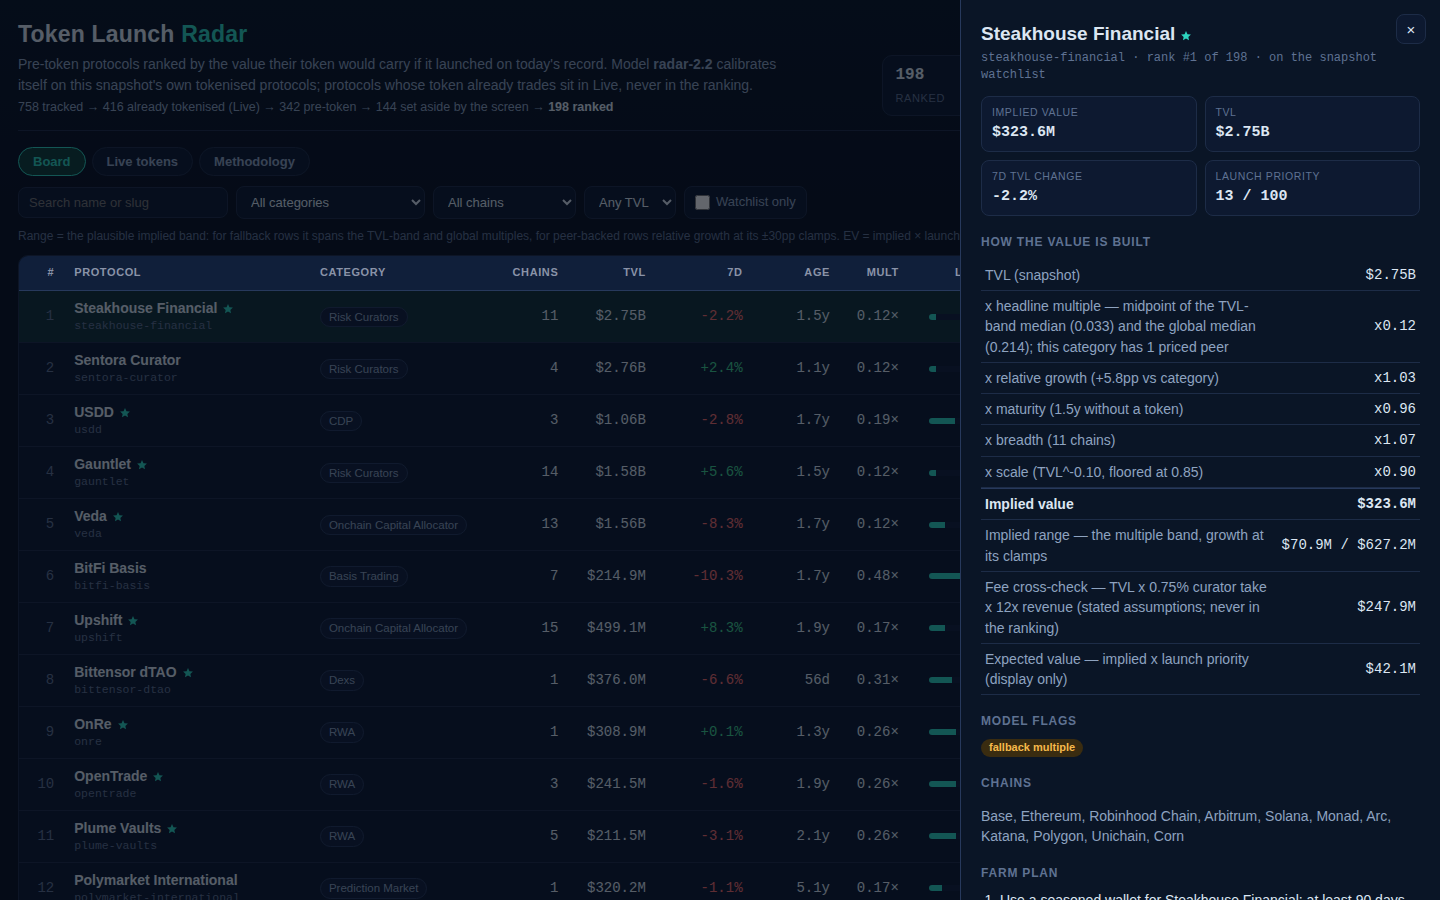 Token Launch Radar
Pre-token protocols ranked by the value their token would carry if it launched on today's record. Model radar-2.2 calibrates
itself on this snapshot's own tokenised protocols; protocols whose token already trades sit in Live, never in the ranking.
758 tracked → 416 already tokenised (Live) → 342 pre-token → 144 set aside by the screen → 198 ranked
198
RANKED
Board Live tokens Methodology
Search name or slug All categories All chains Any TVL Watchlist only
Range = the plausible implied band: for fallback rows it spans the TVL-band and global multiples, for peer-backed rows relative growth at its ±30pp clamps. EV = implied × launch
# PROTOCOL CATEGORY CHAINS TVL 7D AGE MULT L
1 Steakhouse Financial ★ Risk Curators 11 $2.75B -2.2% 1.5y 0.12×
steakhouse-financial
2 Sentora Curator Risk Curators 4 $2.76B +2.4% 1.1y 0.12×
sentora-curator
3 USDD ★ CDP 3 $1.06B -2.8% 1.7y 0.19×
usdd
4 Gauntlet ★ Risk Curators 14 $1.58B +5.6% 1.5y 0.12×
gauntlet
5 Veda ★ Onchain Capital Allocator 13 $1.56B -8.3% 1.7y 0.12×
veda
6 BitFi Basis Basis Trading 7 $214.9M -10.3% 1.7y 0.48×
bitfi-basis
7 Upshift ★ Onchain Capital Allocator 15 $499.1M +8.3% 1.9y 0.17×
upshift
8 Bittensor dTAO ★ Dexs 1 $376.0M -6.6% 56d 0.31×
bittensor-dtao
9 OnRe ★ RWA 1 $308.9M +0.1% 1.3y 0.26×
onre
10 OpenTrade ★ RWA 3 $241.5M -1.6% 1.9y 0.26×
opentrade
11 Plume Vaults ★ RWA 5 $211.5M -3.1% 2.1y 0.26×
plume-vaults
12 Polymarket International Prediction Market 1 $320.2M -1.1% 5.1y 0.17×
polymarket-international
Steakhouse Financial ★
×
steakhouse-financial · rank #1 of 198 · on the snapshot
watchlist
IMPLIED VALUE
$323.6M
TVL
$2.75B
7D TVL CHANGE
-2.2%
LAUNCH PRIORITY
13 / 100
HOW THE VALUE IS BUILT
TVL (snapshot) $2.75B
x headline multiple — midpoint of the TVL-
band median (0.033) and the global median x0.12
(0.214); this category has 1 priced peer
x relative growth (+5.8pp vs category) x1.03
x maturity (1.5y without a token) x0.96
x breadth (11 chains) x1.07
x scale (TVL^-0.10, floored at 0.85) x0.90
Implied value $323.6M
Implied range — the multiple band, growth at $70.9M / $627.2M
its clamps
Fee cross-check — TVL x 0.75% curator take
x 12x revenue (stated assumptions; never in $247.9M
the ranking)
Expected value — implied x launch priority $42.1M
(display only)
MODEL FLAGS
fallback multiple
CHAINS
Base, Ethereum, Robinhood Chain, Arbitrum, Solana, Monad, Arc,
Katana, Polygon, Unichain, Corn
FARM PLAN
1. Use a seasoned wallet for Steakhouse Financial: at least 90 days